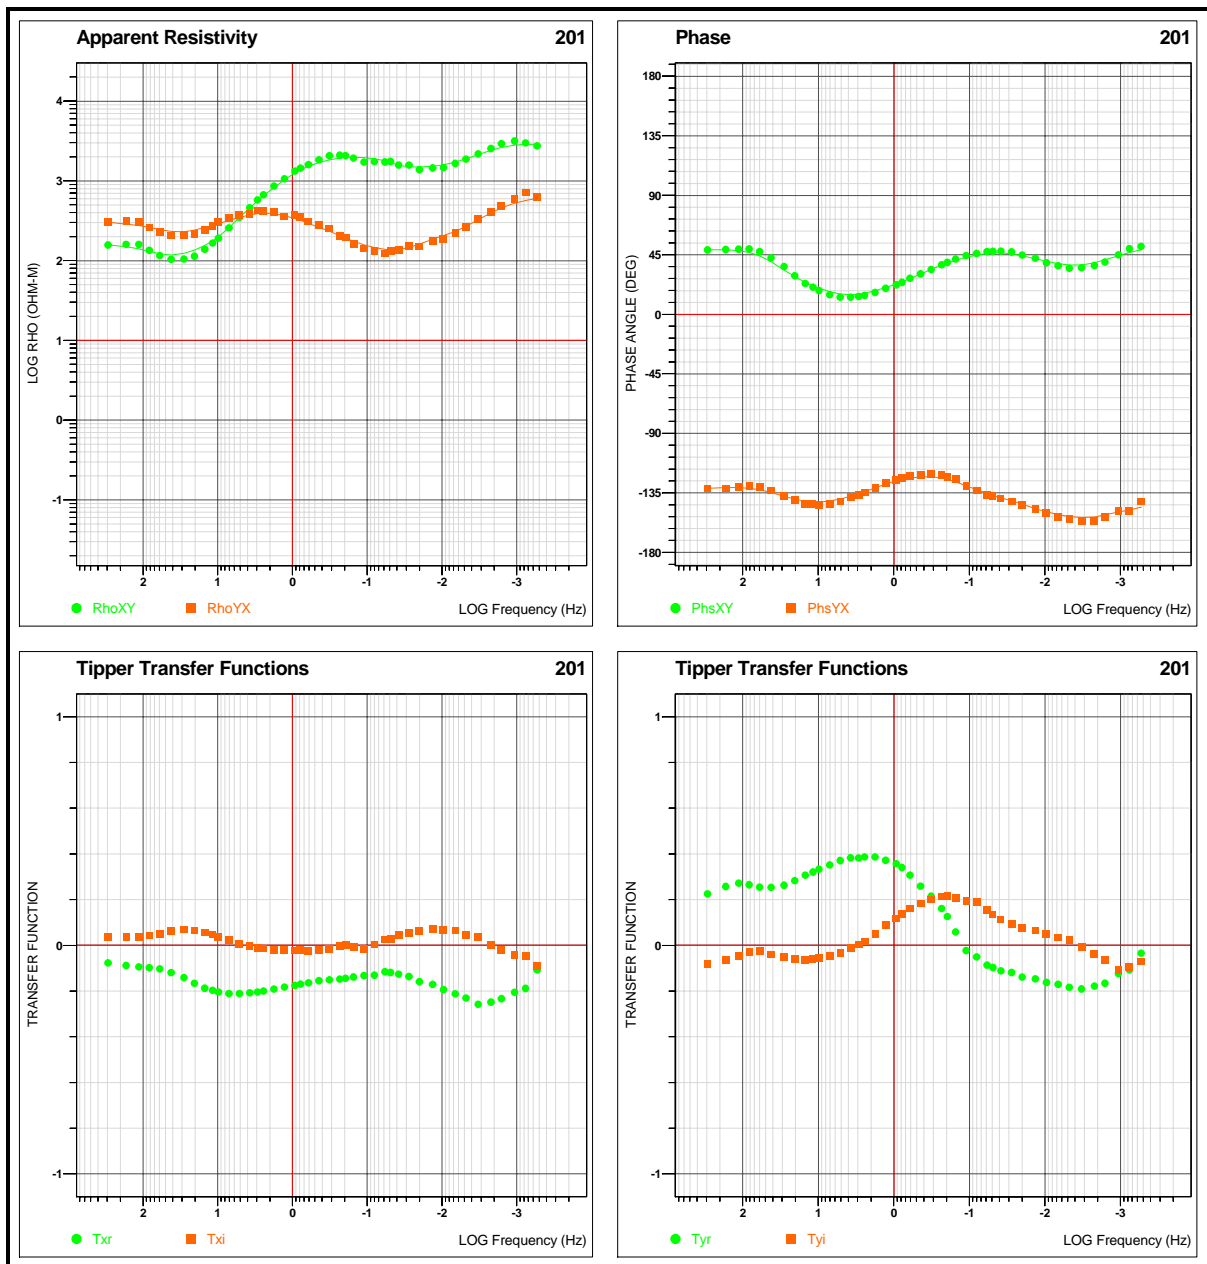 Apparent Resistivity 201
4
3
2
1
0
-1
LOG RHO (OHM-M)
2 1 0 -1 -2 -3
RhoXY RhoYX LOG Frequency (Hz)
Phase 201
180
135
90
45
0
-45
-90
-135
-180
PHASE ANGLE (DEG)
2 1 0 -1 -2 -3
PhsXY PhsYX LOG Frequency (Hz)
Tipper Transfer Functions 201
1
0
-1
TRANSFER FUNCTION
2 1 0 -1 -2 -3
Txr Txi LOG Frequency (Hz)
Tipper Transfer Functions 201
1
0
-1
TRANSFER FUNCTION
2 1 0 -1 -2 -3
Tyr Tyi LOG Frequency (Hz)